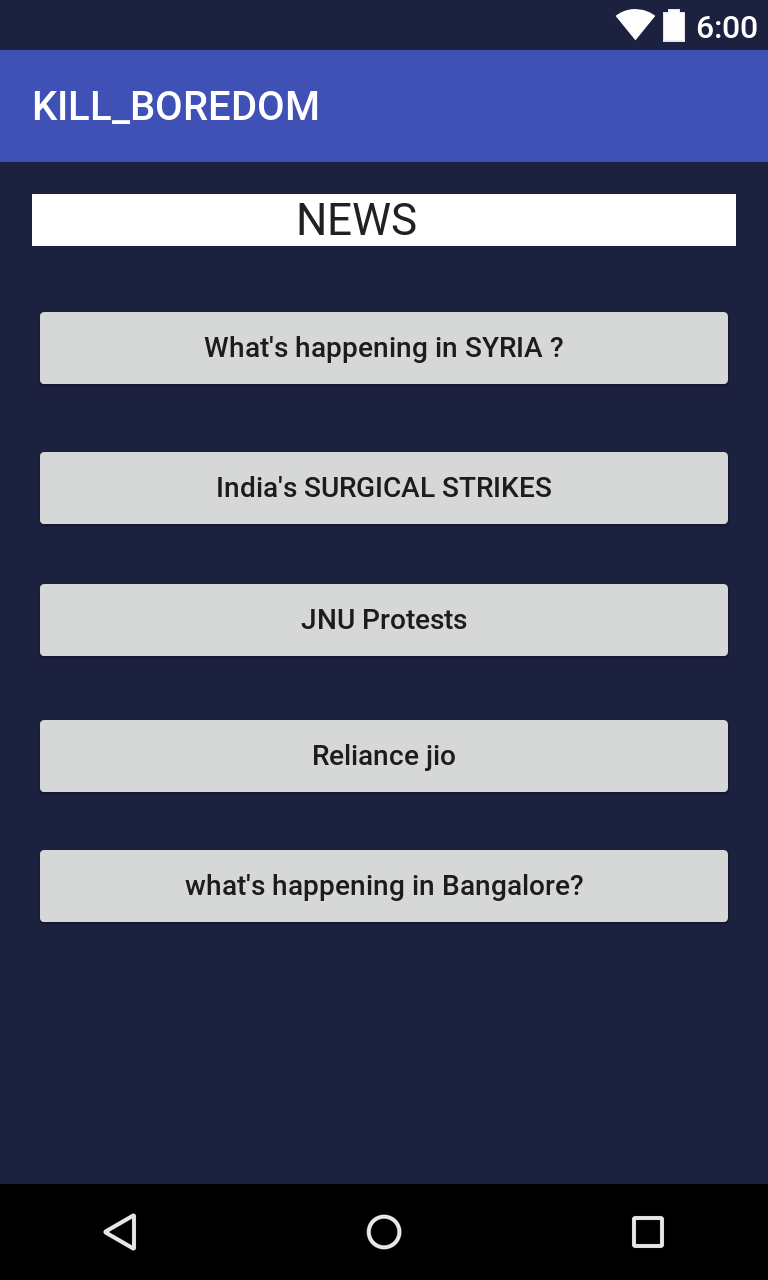 6:00
KILL_BOREDOM
NEWS
What's happening in SYRIA ?
India's SURGICAL STRIKES
JNU Protests
Reliance jio
what's happening in Bangalore?